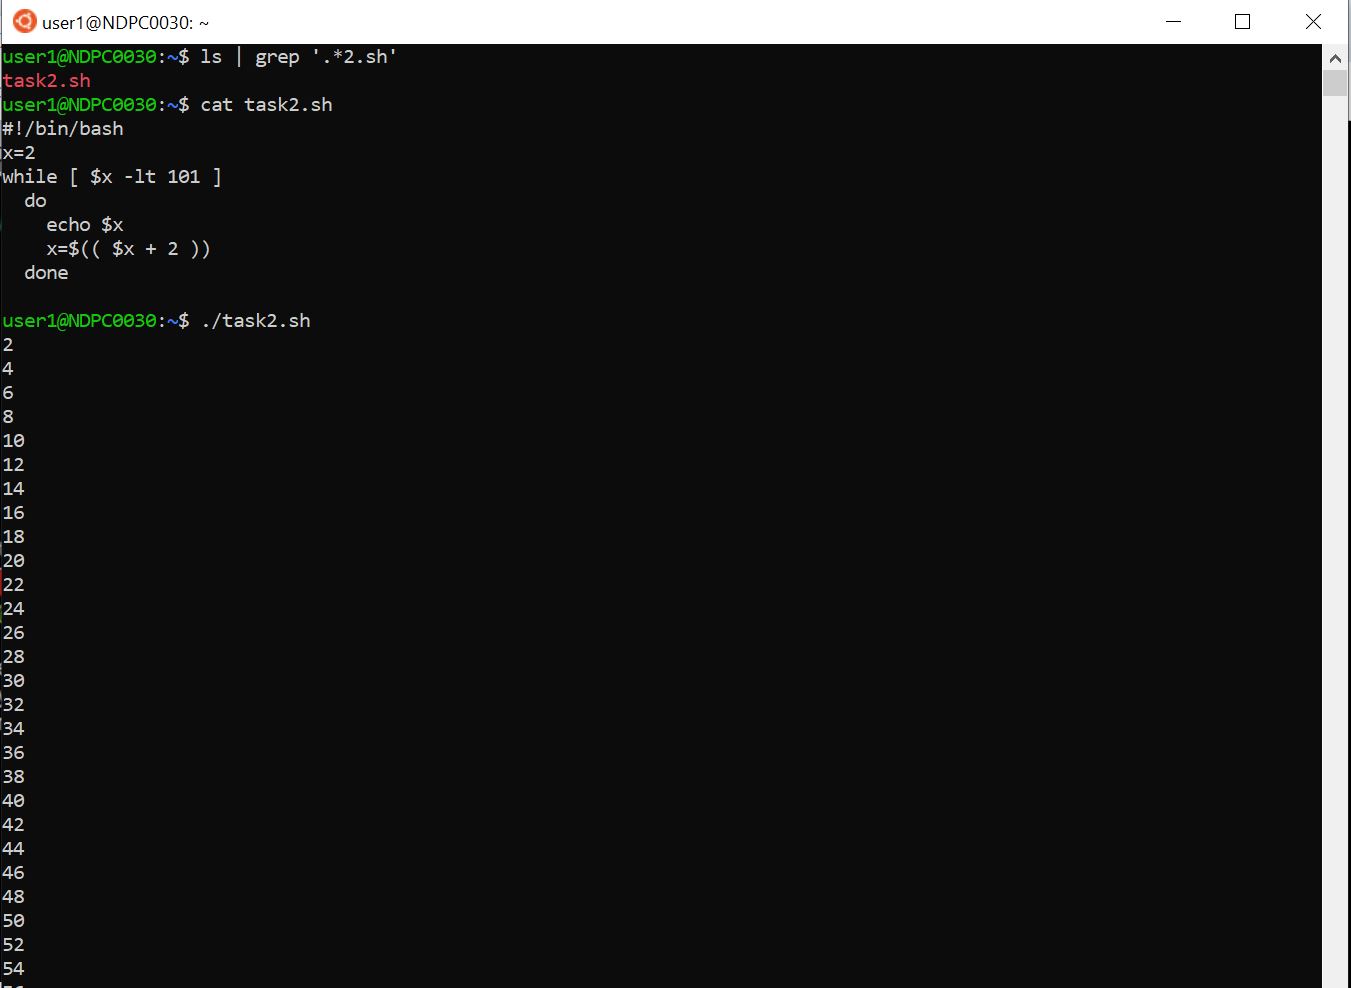 user1@NDPC0030: ~
user1@NDPC0030:~$ ls | grep '.*2.sh'
task2.sh
user1@NDPC0030:~$ cat task2.sh
#!/bin/bash
x=2
while [ $x -lt 101 ]
  do
    echo $x
    x=$(( $x + 2 ))
  done

user1@NDPC0030:~$ ./task2.sh
2
4
6
8
10
12
14
16
18
20
22
24
26
28
30
32
34
36
38
40
42
44
46
48
50
52
54